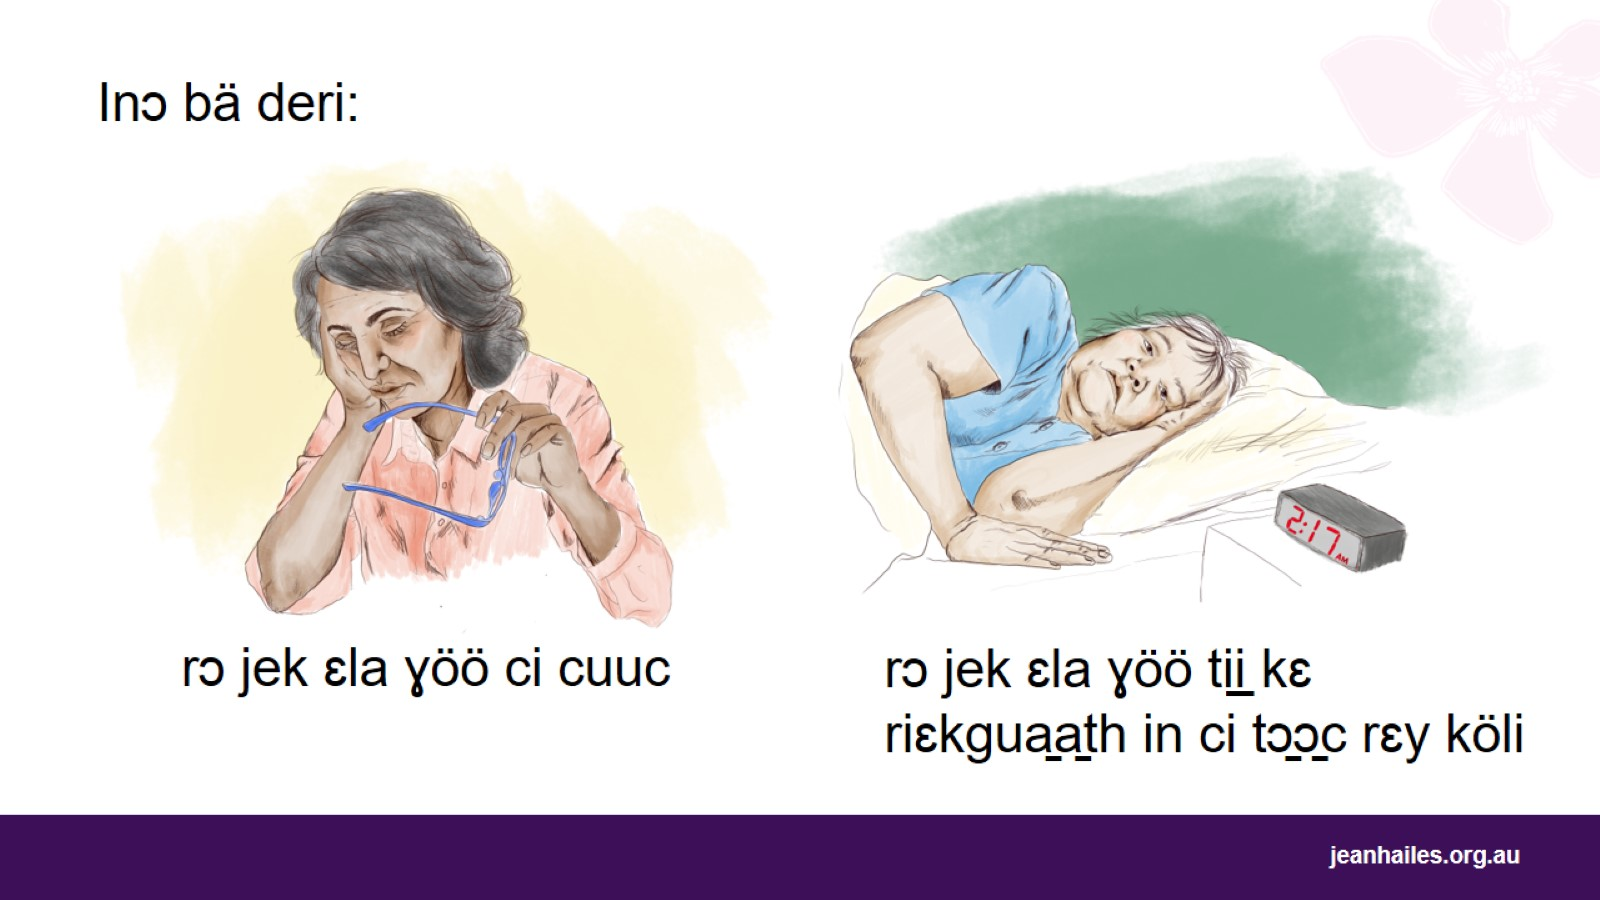 Inɔ bä deri:
rɔ jek ɛla ɣöö ci cuuc
rɔ jek ɛla ɣöö ti̱i̱ kɛ
riɛkgua̱a̱th in ci tɔ̱ɔ̱c rɛy köli
2:17 AM
jeanhailes.org.au